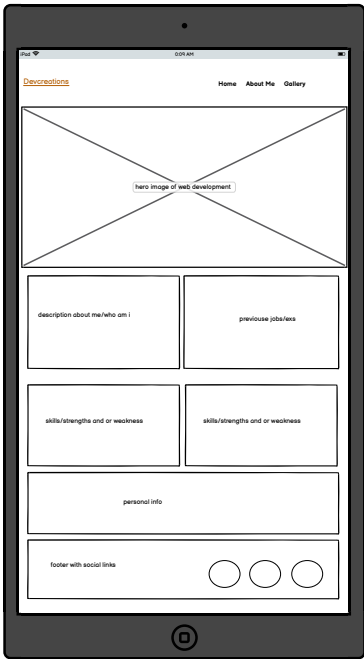 iPad
0:09 AM
Devcreations
Home About Me Gallery
hero image of web development
description about me/who am i
previouse jobs/exs
skills/strengths and or weakness
skills/strengths and or weakness
personal info
footer with social links